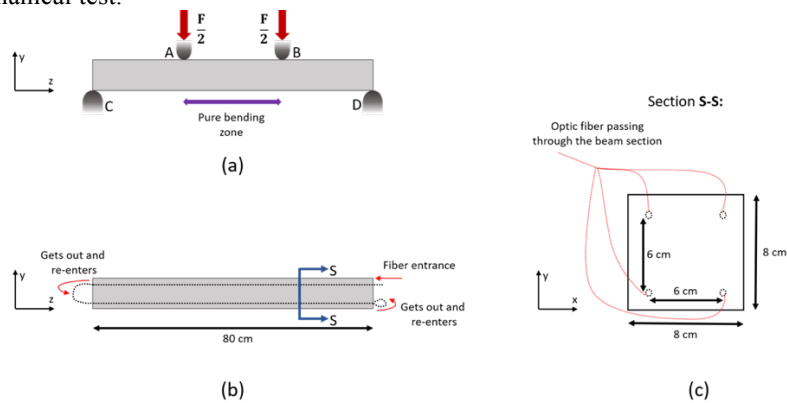 F
2
F
2
A
B
y
z
C
D
Pure bending
zone
(a)
Section S-S:
Optic fiber passing
through the beam section
6 cm
6 cm
8 cm
8 cm
y
x
(c)
Gets out and
re-enters
S
Fiber entrance
y
z
Gets out and
re-enters
S
80 cm
(b)